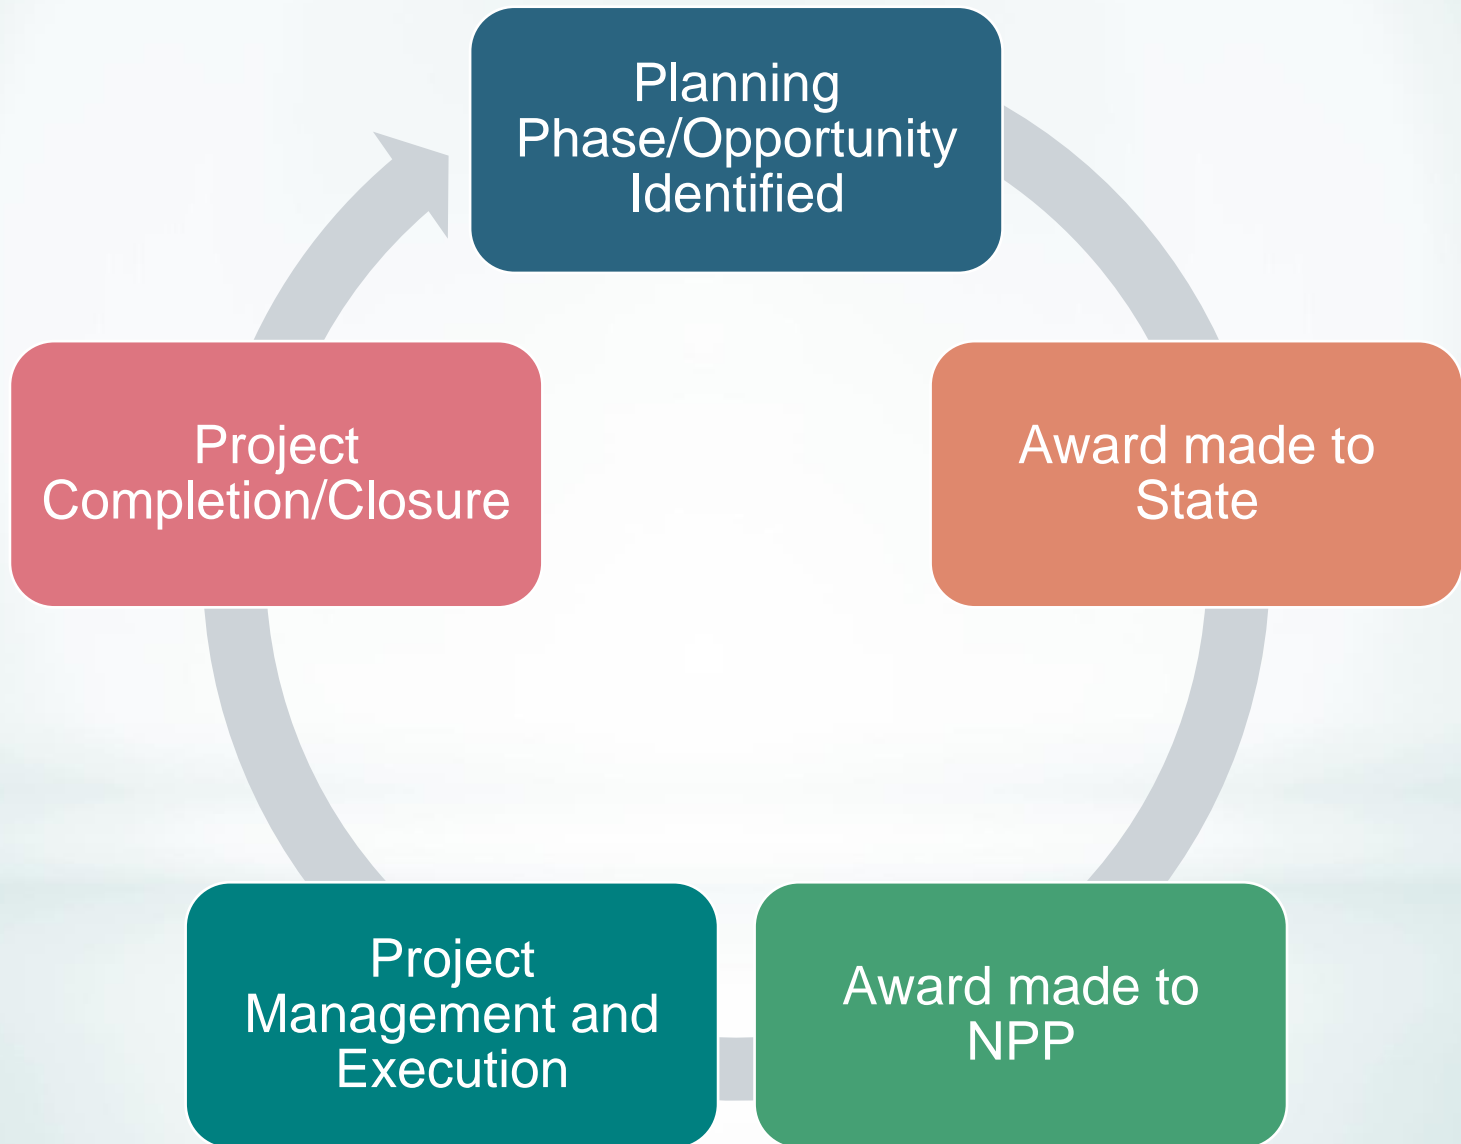 Planning
Phase/Opportunity
Identified
Award made to
State
Award made to
NPP
Project
Management and
Execution
Project
Completion/Closure